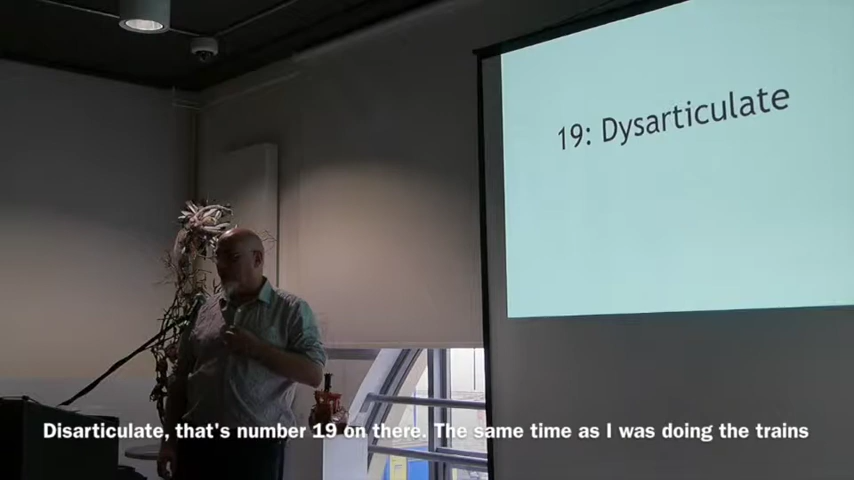 19: Dysarticulate
Disarticulate, that's number 19 on there. The same time as I was doing the trains